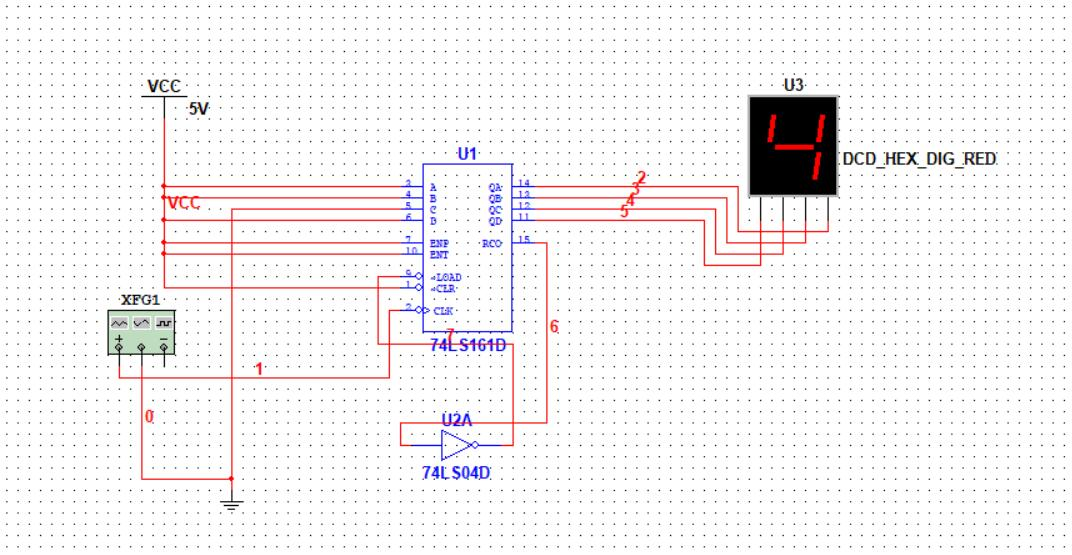 VCC
5V
U3
DCD_HEX_DIG_RED
4
U1
VCC
3 A QA 14
4 B QB 13
5 C QC 12
6 D QD 11
7 ENP RCO 15
10 ENT
9 ~LOAD
1 ~CLR
2 CLK
2
3
4
5
XFG1
+ −
7
74LS161D
6
1
0
U2A
74LS04D